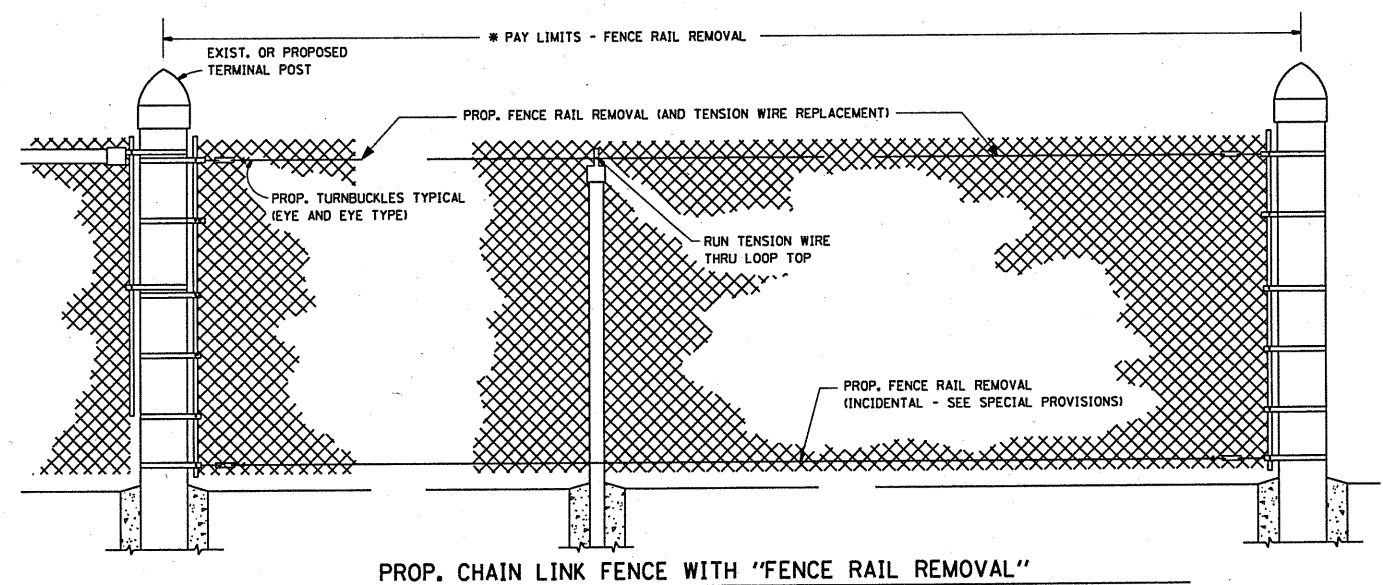 * PAY LIMITS - FENCE RAIL REMOVAL
EXIST. OR PROPOSED
TERMINAL POST
PROP. FENCE RAIL REMOVAL (AND TENSION WIRE REPLACEMENT)
PROP. TURNBUCKLES TYPICAL
(EYE AND EYE TYPE)
RUN TENSION WIRE
THRU LOOP TOP
PROP. FENCE RAIL REMOVAL
(INCIDENTAL - SEE SPECIAL PROVISIONS)
PROP. CHAIN LINK FENCE WITH "FENCE RAIL REMOVAL"